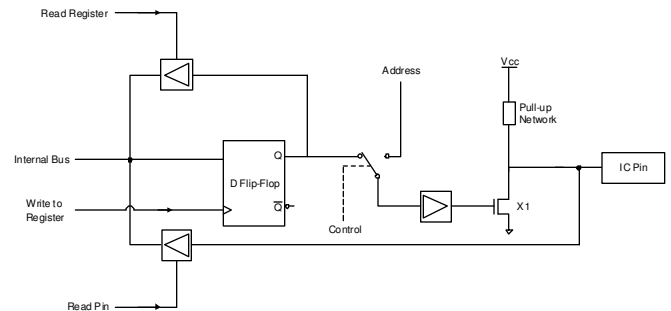 Read Register
Address
Vcc
Pull-up
Network
Internal Bus
Q
D Flip-Flop
IC Pin
Write to
Register
Q
X1
Control
Read Pin